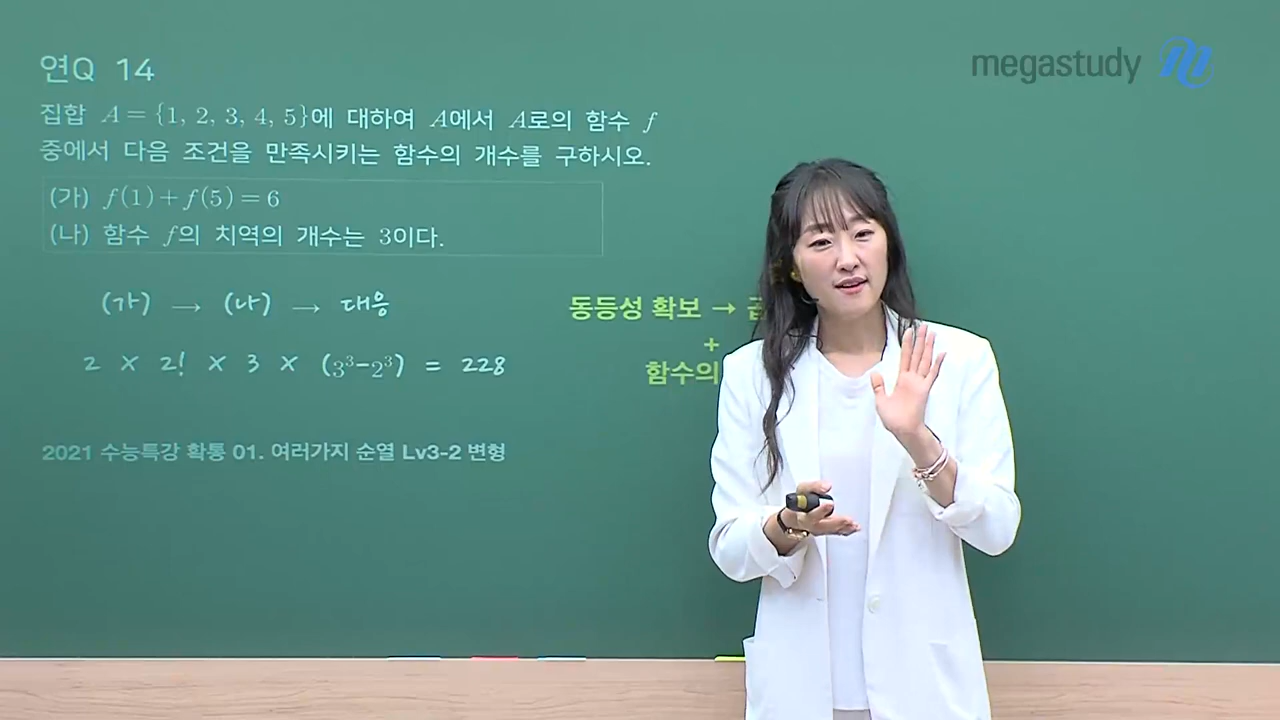 연Q 14
megastudy
집합 A = {1, 2, 3, 4, 5}에 대하여 A에서 A로의 함수 f
중에서 다음 조건을 만족시키는 함수의 개수를 구하시오.
(가) f(1)+f(5)=6
(나) 함수 f의 치역의 개수는 3이다.
(가) → (나) → 대응
동등성 확보 →
+
2 × 2! × 3 × (3³-2³) = 228
함수의
2021 수능특강 확통 01. 여러가지 순열 Lv3-2 변형